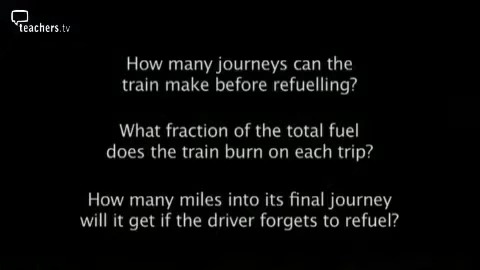 teachers.tv
How many journeys can the
train make before refuelling?
What fraction of the total fuel
does the train burn on each trip?
How many miles into its final journey
will it get if the driver forgets to refuel?